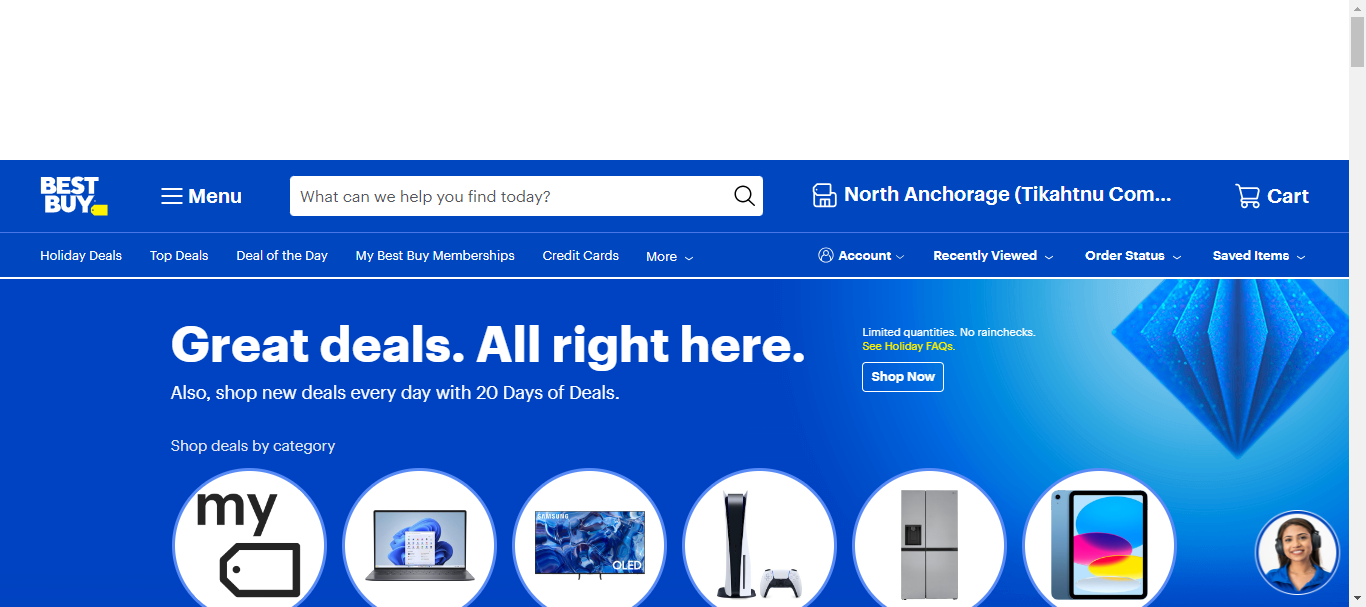 BEST
BUY
Menu
What can we help you find today?
North Anchorage (Tikahtnu Com...
Cart
Holiday Deals
Top Deals
Deal of the Day
My Best Buy Memberships
Credit Cards
More
Account
Recently Viewed
Order Status
Saved Items
Great deals. All right here.
Also, shop new deals every day with 20 Days of Deals.
Limited quantities. No rainchecks.
See Holiday FAQs.
Shop Now
Shop deals by category
my
SAMSUNG
QLED